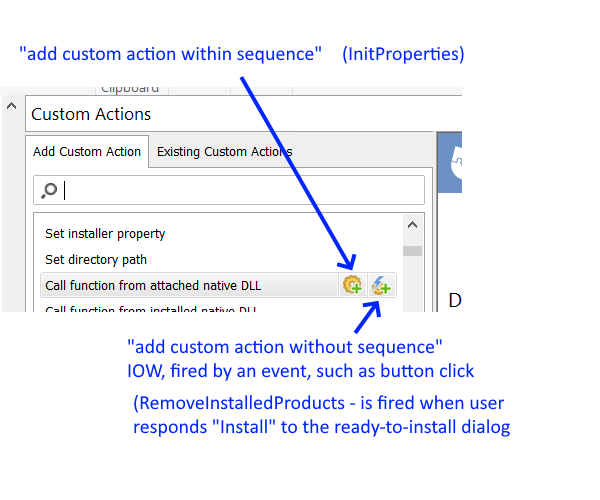 "add custom action within sequence" (InitProperties)
Clipboard
Custom Actions
Add Custom Action Existing Custom Actions
Set installer property
Set directory path
Call function from attached native DLL
D
Call function from installed native DLL
"add custom action without sequence"
IOW, fired by an event, such as button click
(RemoveInstalledProducts - is fired when user
responds "Install" to the ready-to-install dialog